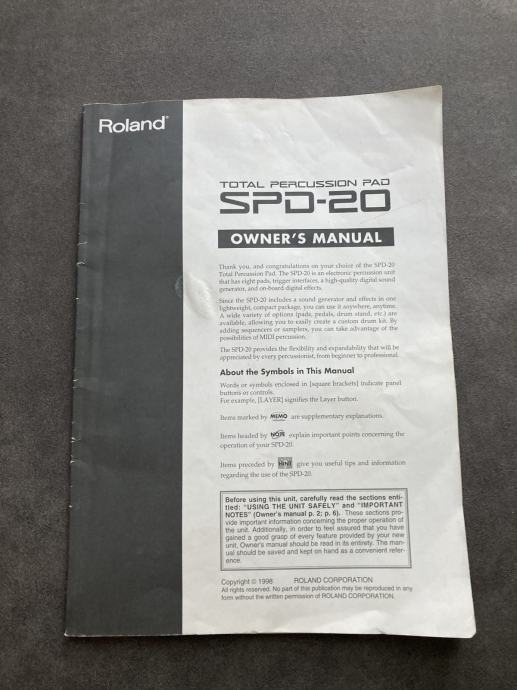 Roland®
TOTAL PERCUSSION PAD
SPD-20
OWNER'S MANUAL
Thank you, and congratulations on your choice of the SPD-20
Total Percussion Pad. The SPD-20 is an electronic percussion unit
that has eight pads, trigger interfaces, a high-quality digital sound
generator, and on-board digital effects.
Since the SPD-20 includes a sound generator and effects in one
lightweight, compact package, you can use it anywhere, anytime.
A wide variety of options (pads, pedals, drum stand, etc.) are
available, allowing you to easily create a custom drum kit. By
adding sequencers or samplers, you can take advantage of the
possibilities of MIDI percussion.
The SPD-20 provides the flexibility and expandability that will be
appreciated by every percussionist, from beginner to professional.
About the Symbols in This Manual
Words or symbols enclosed in [square brackets] indicate panel
buttons or controls.
For example, [LAYER] signifies the Layer button.
Items marked by MEMO are supplementary explanations.
Items headed by NOTE explain important points concerning the
operation of your SPD-20.
Items preceded by HINT give you useful tips and information
regarding the use of the SPD-20.
Before using this unit, carefully read the sections enti-
tled: "USING THE UNIT SAFELY" and "IMPORTANT
NOTES" (Owner's manual p. 2; p. 6). These sections pro-
vide important information concerning the proper operation of
the unit. Additionally, in order to feel assured that you have
gained a good grasp of every feature provided by your new
unit, Owner's manual should be read in its entirety. The man-
ual should be saved and kept on hand as a convenient refer-
ence.
Copyright © 1998 ROLAND CORPORATION
All rights reserved. No part of this publication may be reproduced in any
form without the written permission of ROLAND CORPORATION.